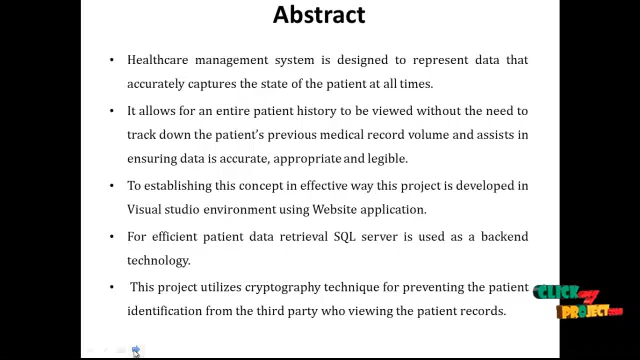 Abstract
• Healthcare management system is designed to represent data that
accurately captures the state of the patient at all times.
• It allows for an entire patient history to be viewed without the need to
track down the patient's previous medical record volume and assists in
ensuring data is accurate, appropriate and legible.
• To establishing this concept in effective way this project is developed in
Visual studio environment using Website application.
• For efficient patient data retrieval SQL server is used as a backend
technology.
• This project utilizes cryptography technique for preventing the patient
identification from the third party who viewing the patient records.
CLICK my
PROJECT.com